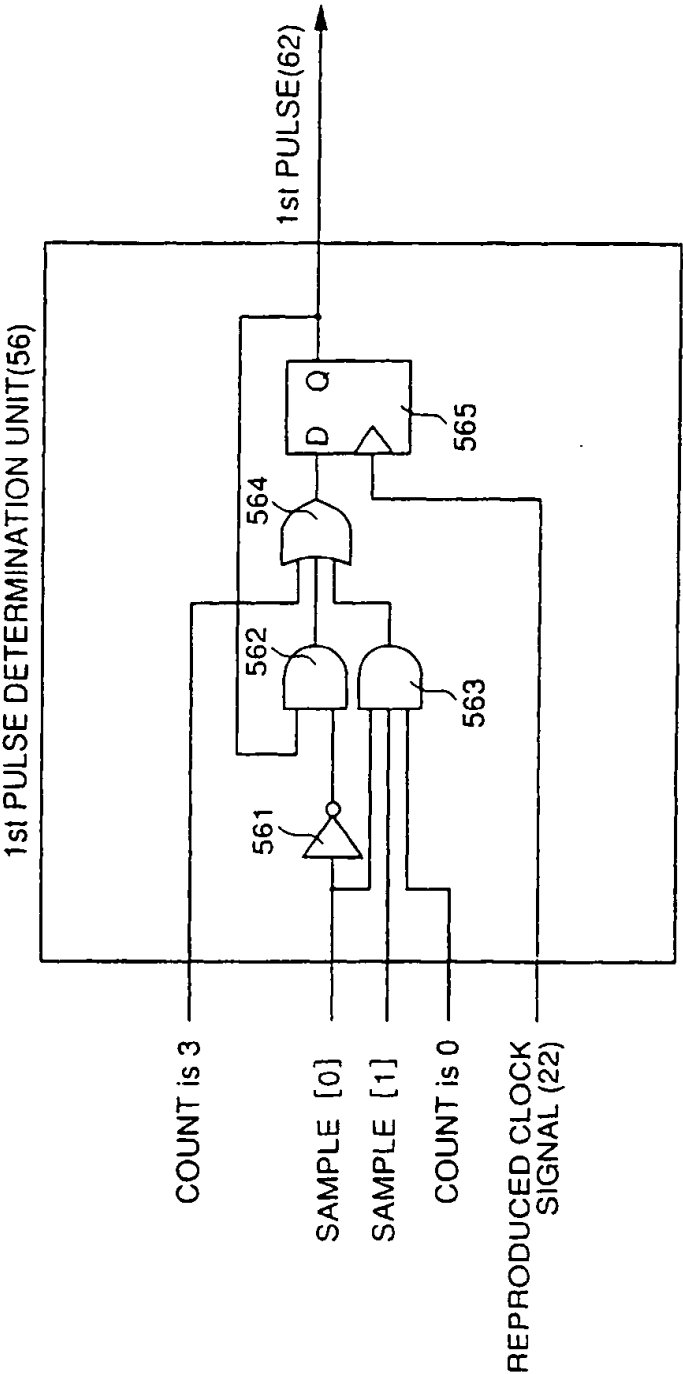 1st PULSE DETERMINATION UNIT(56)
1st PULSE(62)
COUNT is 3
SAMPLE [0]
SAMPLE [1]
COUNT is 0
REPRODUCED CLOCK
SIGNAL (22)
561
562
563
564
D Q
565